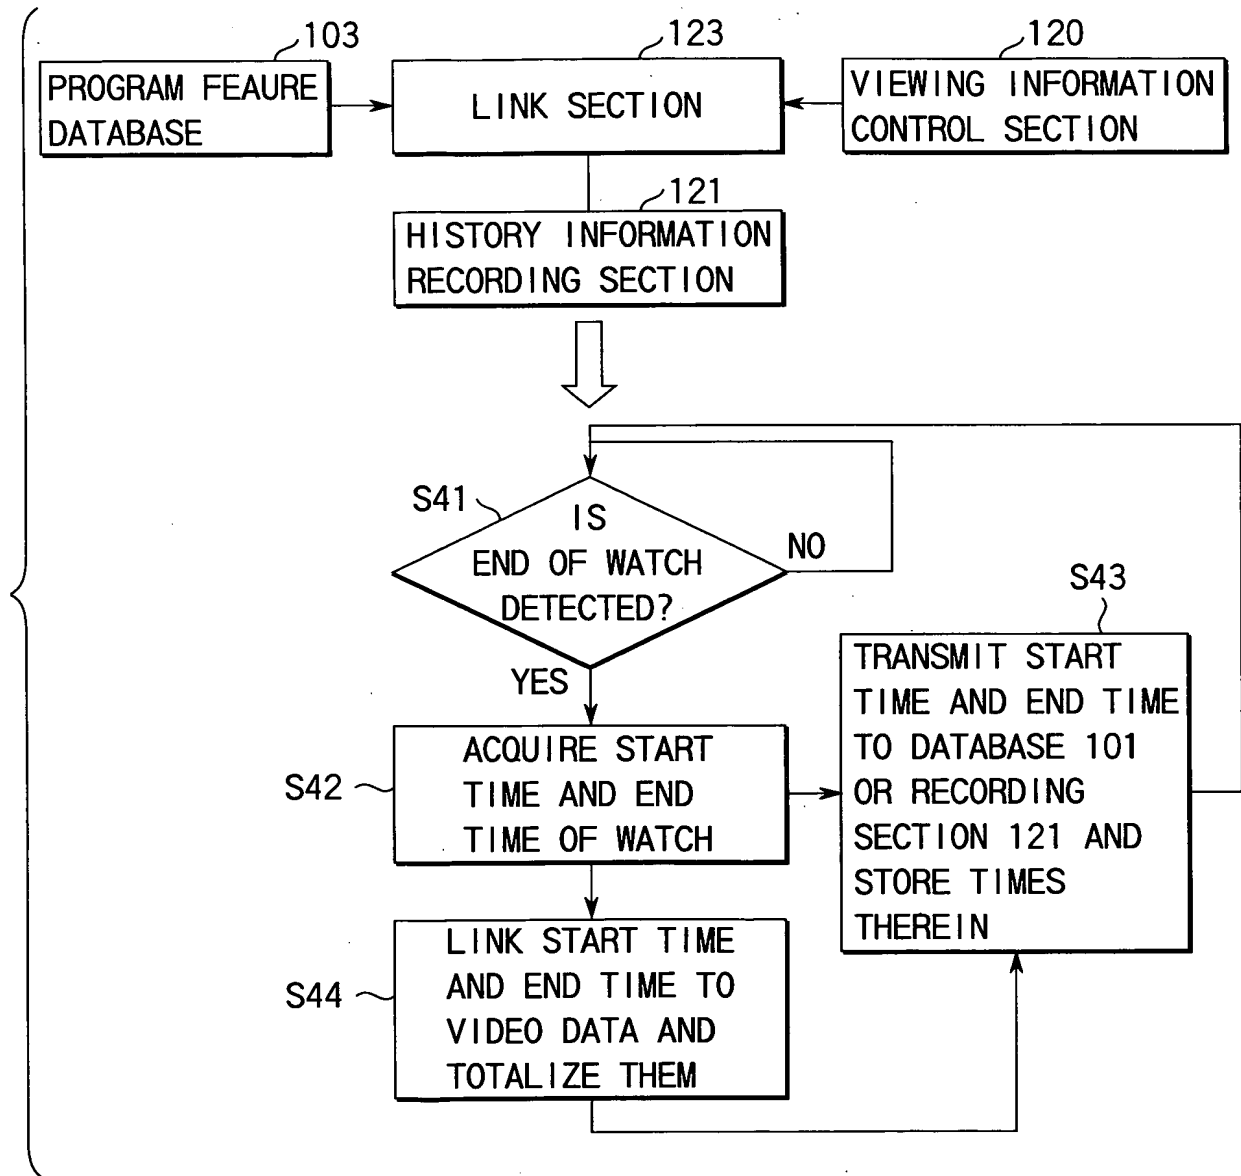 103
PROGRAM FEAURE
DATABASE
123
LINK SECTION
120
VIEWING INFORMATION
CONTROL SECTION
121
HISTORY INFORMATION
RECORDING SECTION
S41
IS
END OF WATCH
DETECTED?
NO
YES
S42
ACQUIRE START
TIME AND END
TIME OF WATCH
S43
TRANSMIT START
TIME AND END TIME
TO DATABASE 101
OR RECORDING
SECTION 121 AND
STORE TIMES
THEREIN
S44
LINK START TIME
AND END TIME TO
VIDEO DATA AND
TOTALIZE THEM